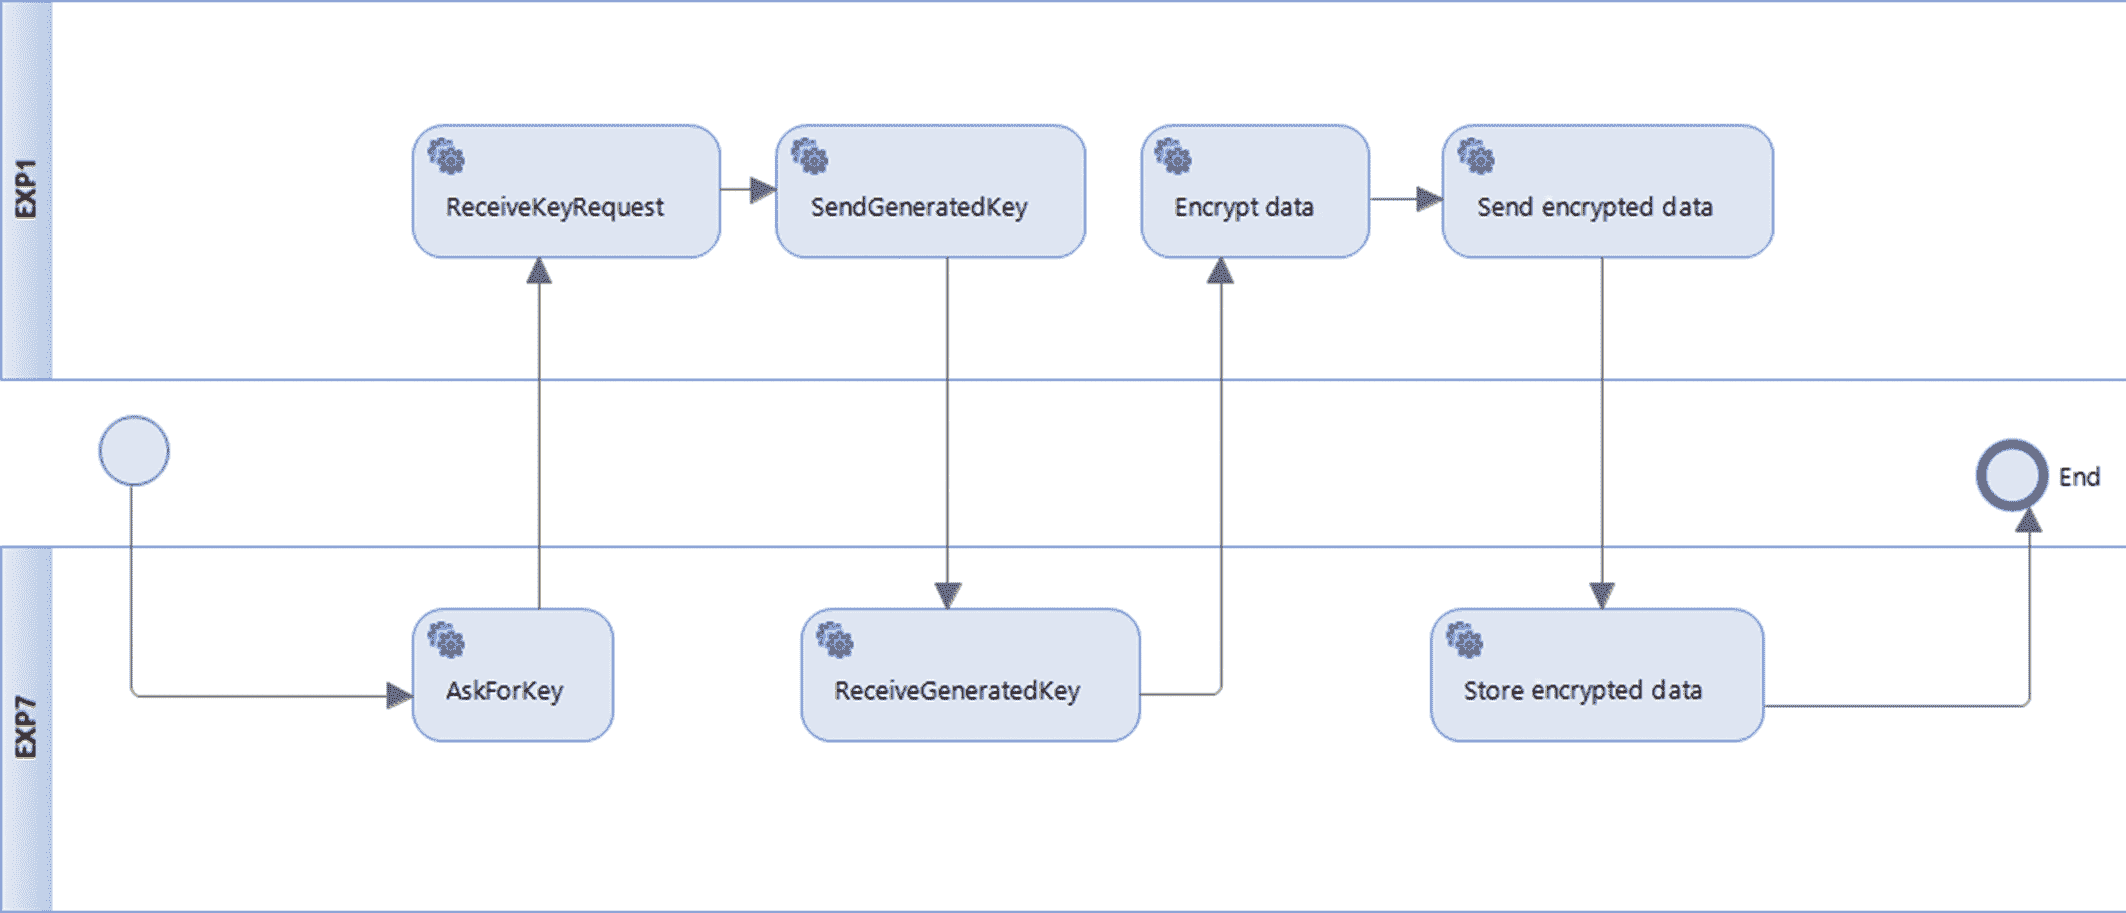 EXP1
ReceiveKeyRequest
SendGeneratedKey
Encrypt data
Send encrypted data
End
EXP7
AskForKey
ReceiveGeneratedKey
Store encrypted data